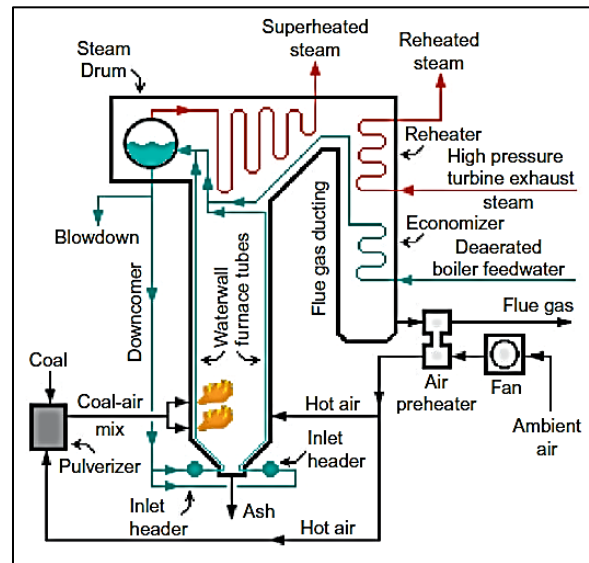 Superheated
steam
Reheated
steam
Steam
Drum
Reheater
High pressure
turbine exhaust
steam
Economizer
Deaerated
boiler feedwater
Blowdown
Downcomer
Waterwall
furnace tubes
Flue gas ducting
Flue gas
Coal
Coal-air
mix
Pulverizer
Hot air
Air
preheater
Fan
Ambient
air
Inlet
header
Inlet
header
Ash
Hot air